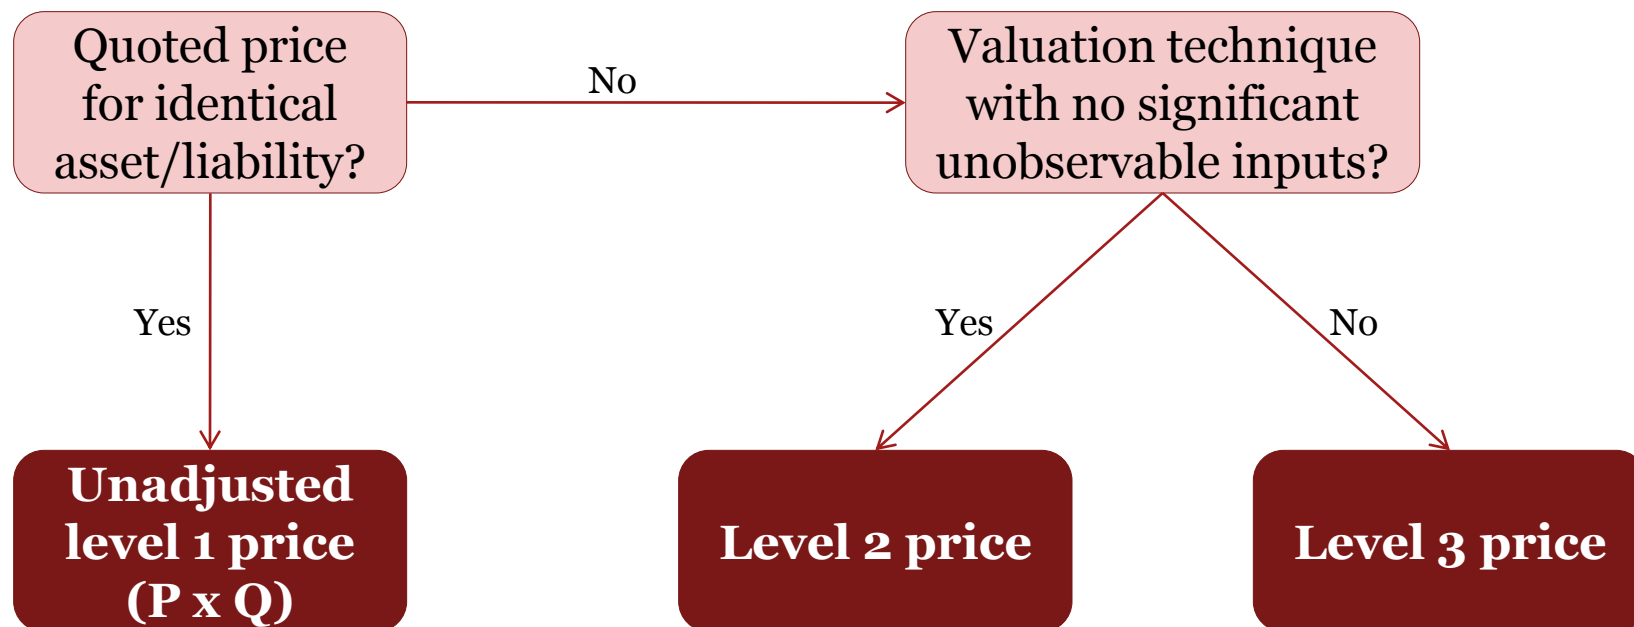 Quoted price
for identical
asset/liability?
No
Valuation technique
with no significant
unobservable inputs?
Yes
Yes
No
Unadjusted
level 1 price
(P x Q)
Level 2 price
Level 3 price